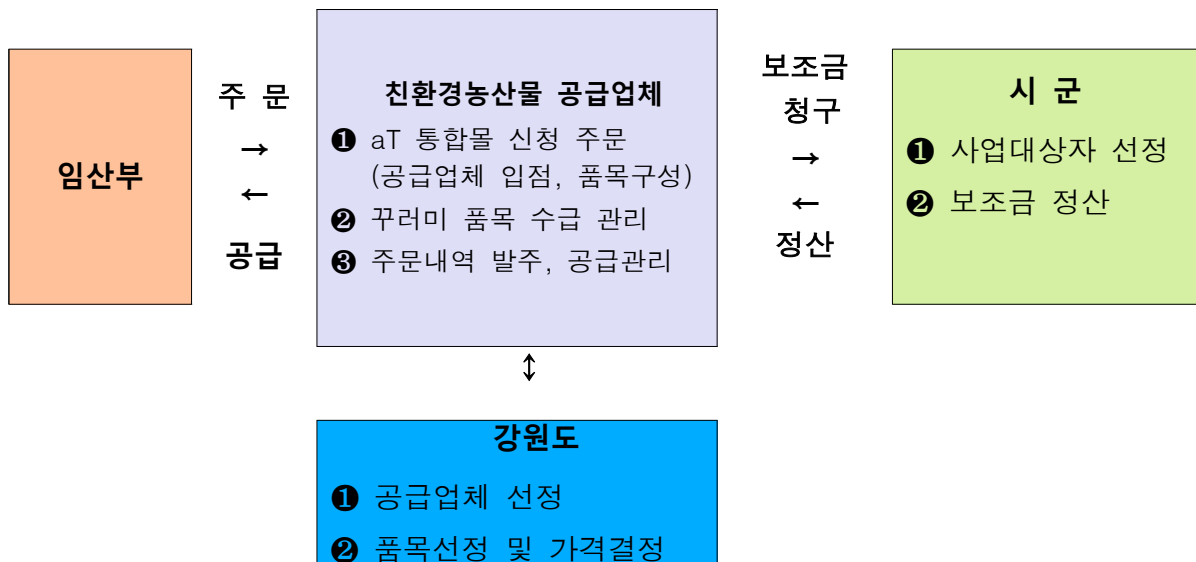 임산부
주 문
→
←
공급
친환경농산물 공급업체
❶ aT 통합몰 신청 주문
(공급업체 입점, 품목구성)
❷ 꾸러미 품목 수급 관리
❸ 주문내역 발주, 공급관리
보조금
청구
→
←
정산
시 군
❶ 사업대상자 선정
❷ 보조금 정산
↕
강원도
❶ 공급업체 선정
❷ 품목선정 및 가격결정